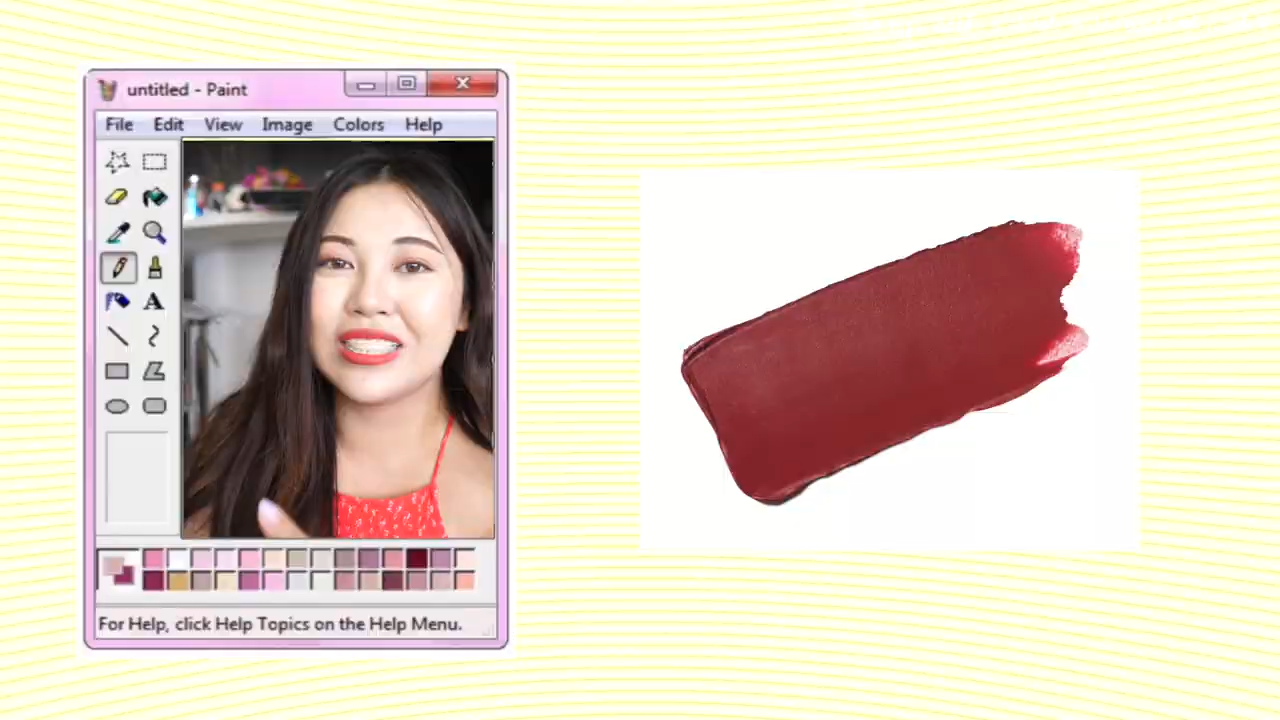 untitled - Paint
File Edit View Image Colors Help
A
For Help, click Help Topics on the Help Menu.